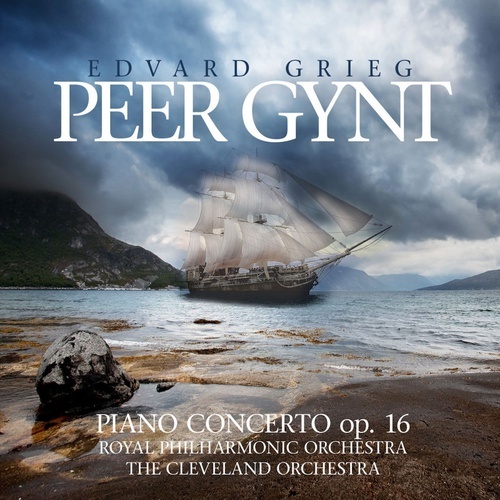 EDVARD GRIEG
PEER GYNT
PIANO CONCERTO op. 16
ROYAL PHILHARMONIC ORCHESTRA
THE CLEVELAND ORCHESTRA